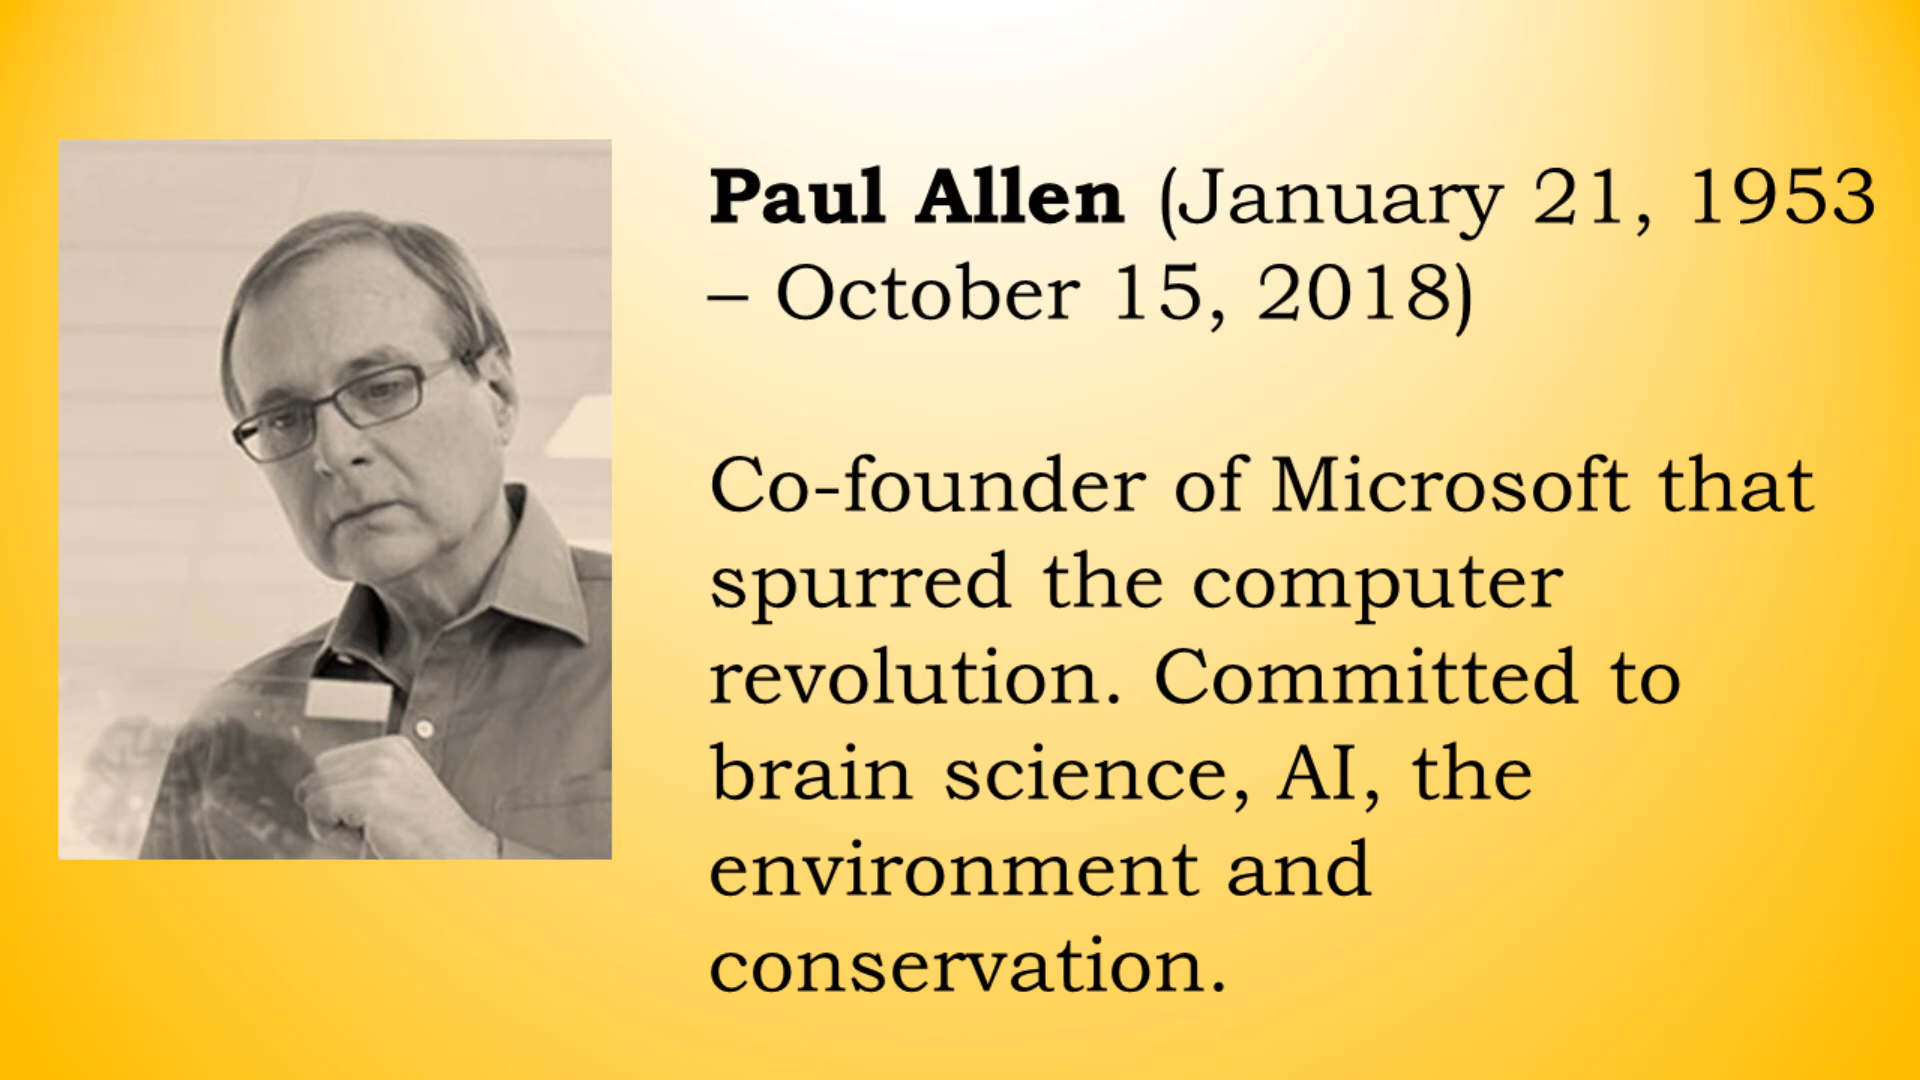 Paul Allen (January 21, 1953
– October 15, 2018)
Co-founder of Microsoft that
spurred the computer
revolution. Committed to
brain science, AI, the
environment and
conservation.